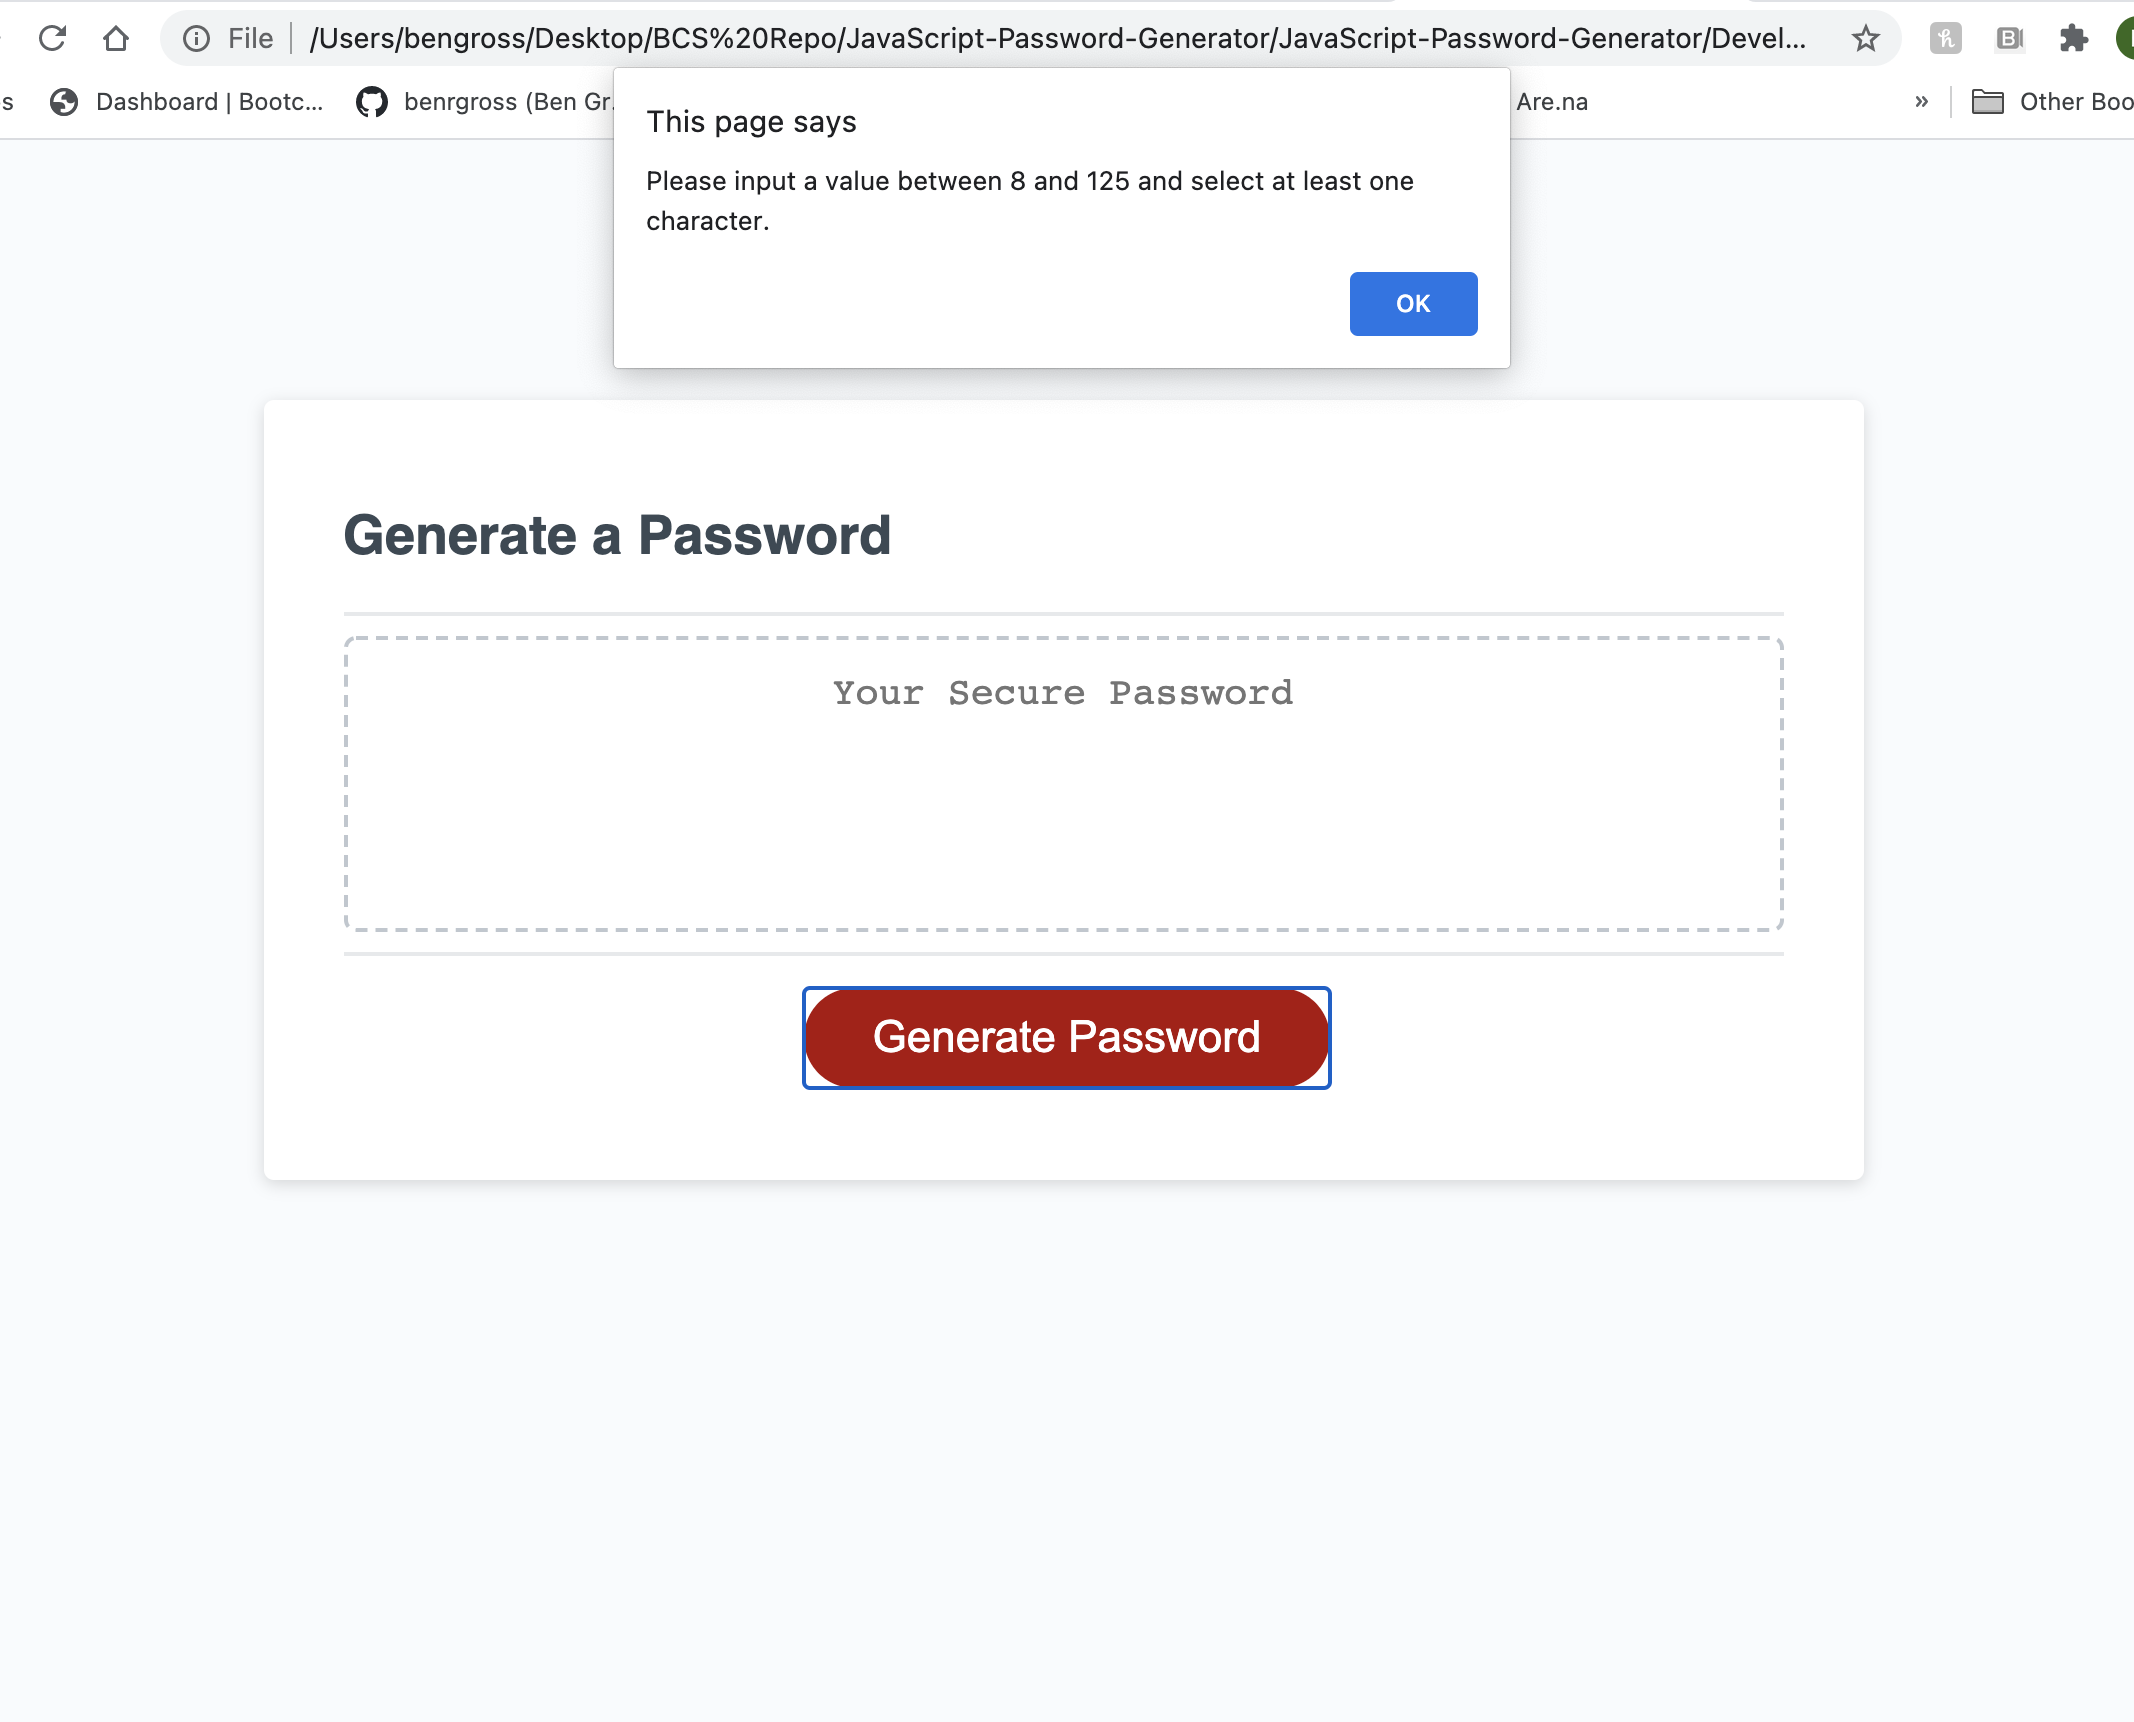 File /Users/bengross/Desktop/BCS%20Repo/JavaScript-Password-Generator/JavaScript-Password-Generator/Devel...
s Dashboard | Bootc... benrgross (Ben Gr. Are.na » Other Boo
This page says
Please input a value between 8 and 125 and select at least one
character.
OK
Generate a Password
Your Secure Password
Generate Password